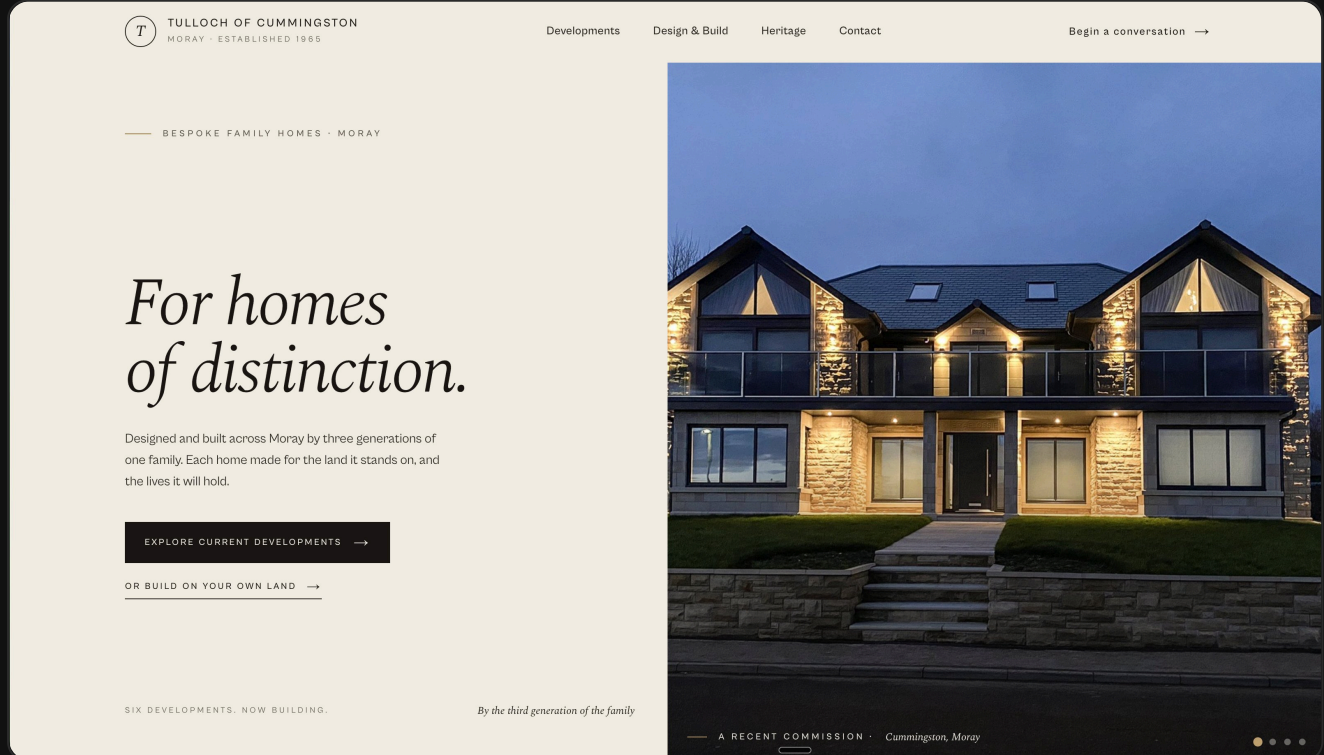 T
TULLOCH OF CUMMINGSTON
MORAY · ESTABLISHED 1965
Developments
Design & Build
Heritage
Contact
Begin a conversation →
BESPOKE FAMILY HOMES · MORAY
For homes
of distinction.
Designed and built across Moray by three generations of
one family. Each home made for the land it stands on, and
the lives it will hold.
EXPLORE CURRENT DEVELOPMENTS →
OR BUILD ON YOUR OWN LAND →
SIX DEVELOPMENTS. NOW BUILDING.
By the third generation of the family
A RECENT COMMISSION · Cummingston, Moray